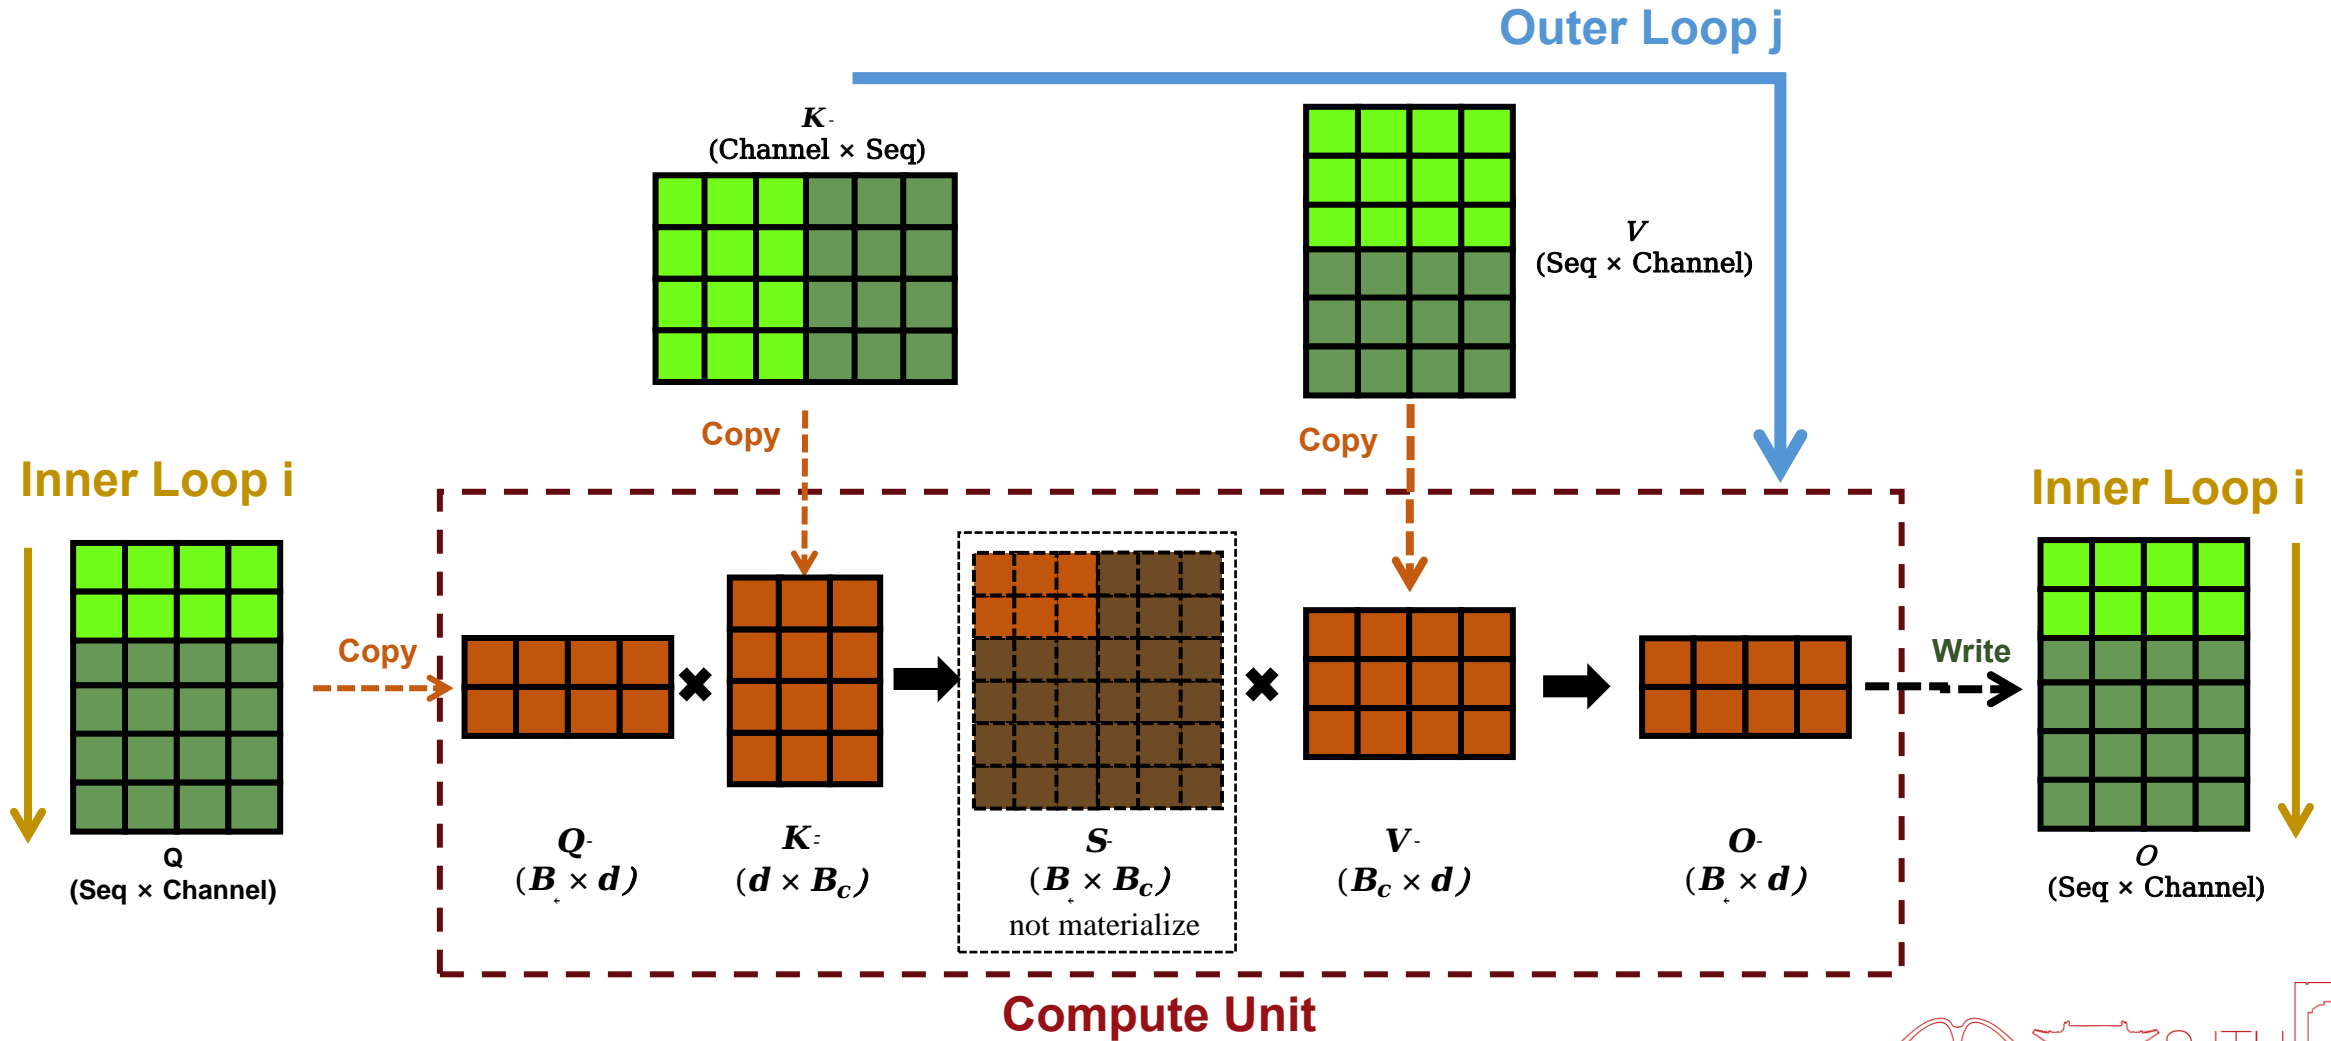 Outer Loop j
K
(Channel × Seq)
V
(Seq × Channel)
Copy
Copy
Inner Loop i
Inner Loop i
Copy
Write
Q
(Seq × Channel)
Q
(B × d)
K
(d × Bc)
S
(B × Bc)
not materialize
V
(Bc × d)
O
(B × d)
O
(Seq × Channel)
Compute Unit